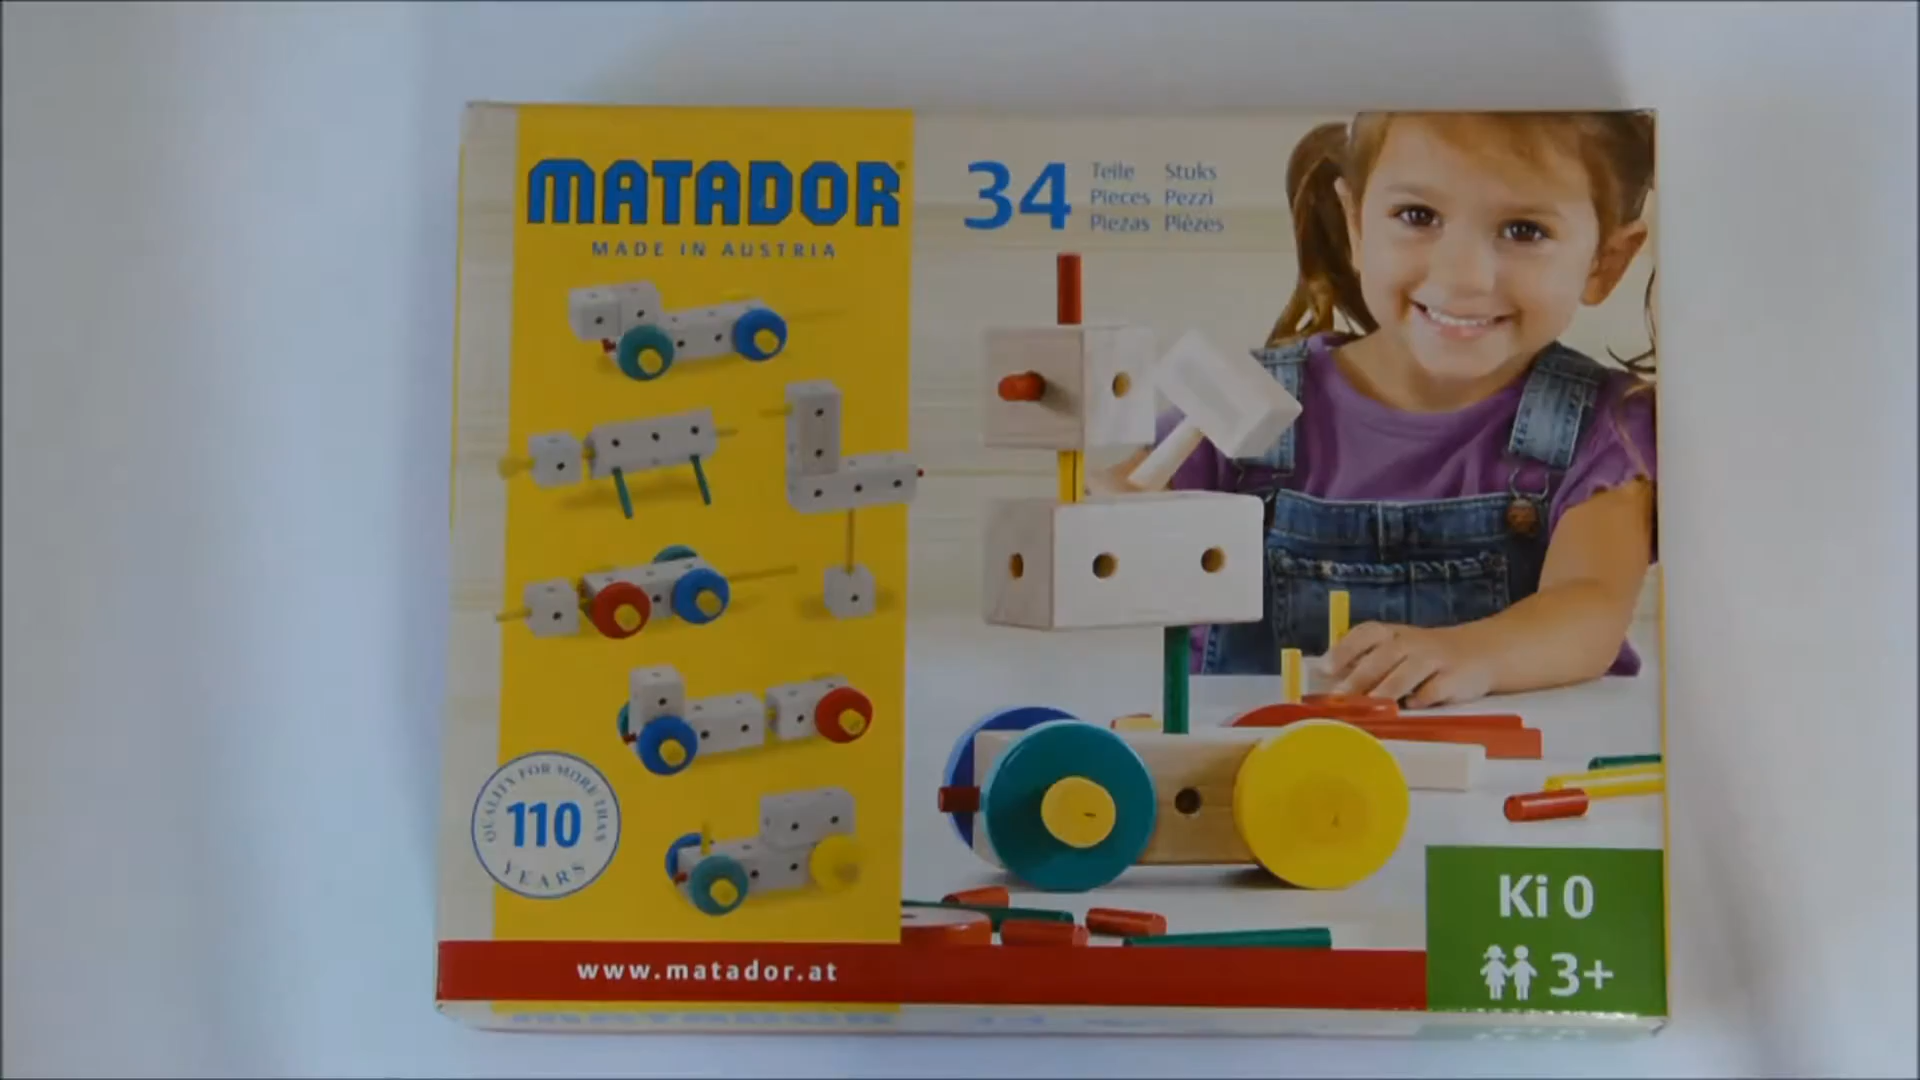 MATADOR®
MADE IN AUSTRIA
34
Teile Stuks
Pieces Pezzi
Piezas Pièzes
QUALITY FOR MORE THAN
110
YEARS
www.matador.at
Ki 0
3+